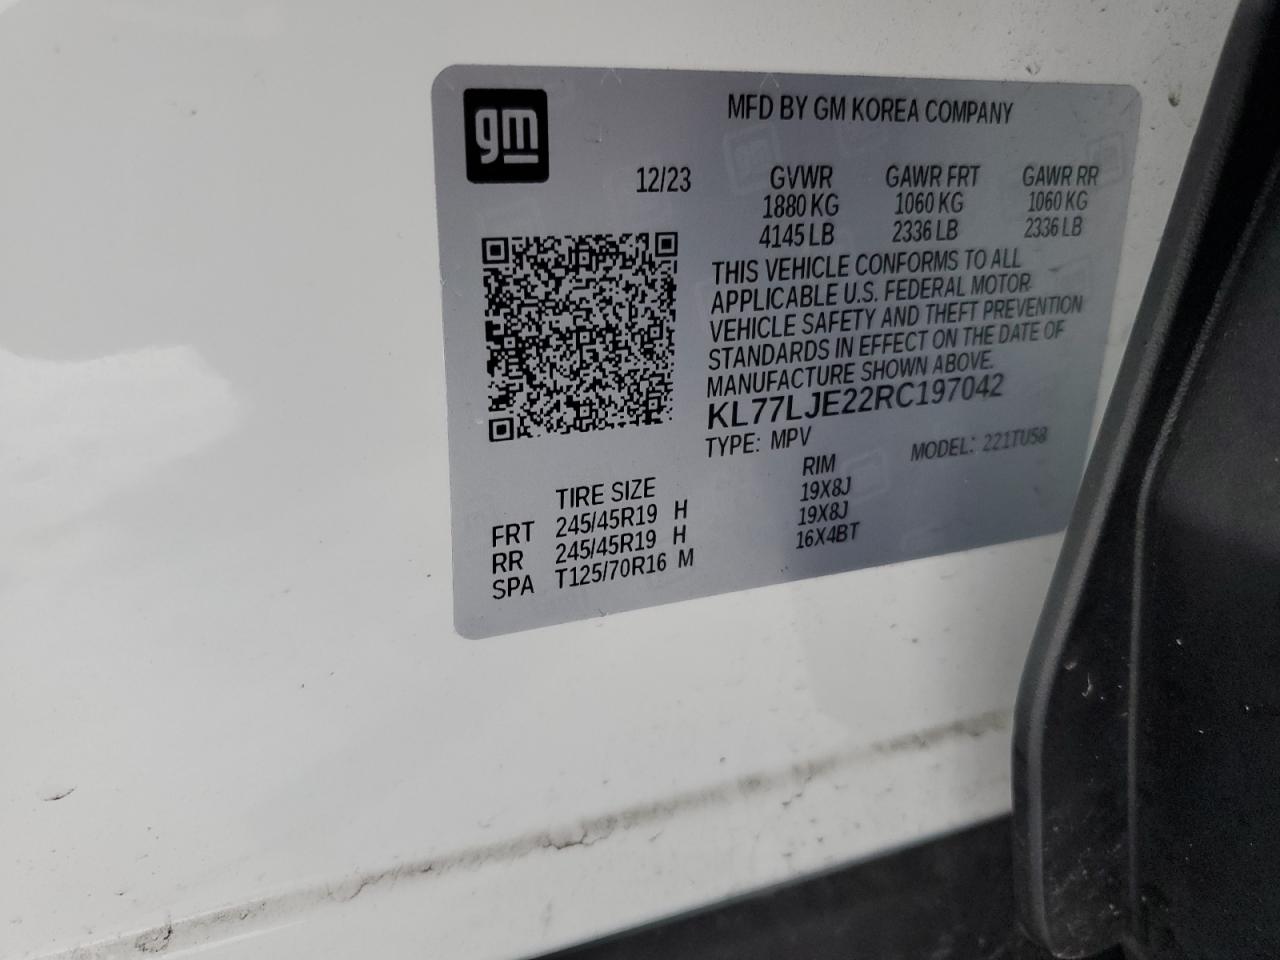 gm
MFD BY GM KOREA COMPANY
12/23
GVWR GAWR FRT GAWR RR
1880 KG 1060 KG 1060 KG
4145 LB 2336 LB 2336 LB
THIS VEHICLE CONFORMS TO ALL
APPLICABLE U.S. FEDERAL MOTOR
VEHICLE SAFETY AND THEFT PREVENTION
STANDARDS IN EFFECT ON THE DATE OF
MANUFACTURE SHOWN ABOVE.
KL77LJE22RC197042
TYPE: MPV MODEL: 221TU58
TIRE SIZE RIM
FRT 245/45R19 H 19X8J
RR 245/45R19 H 19X8J
SPA T125/70R16 M 16X4BT